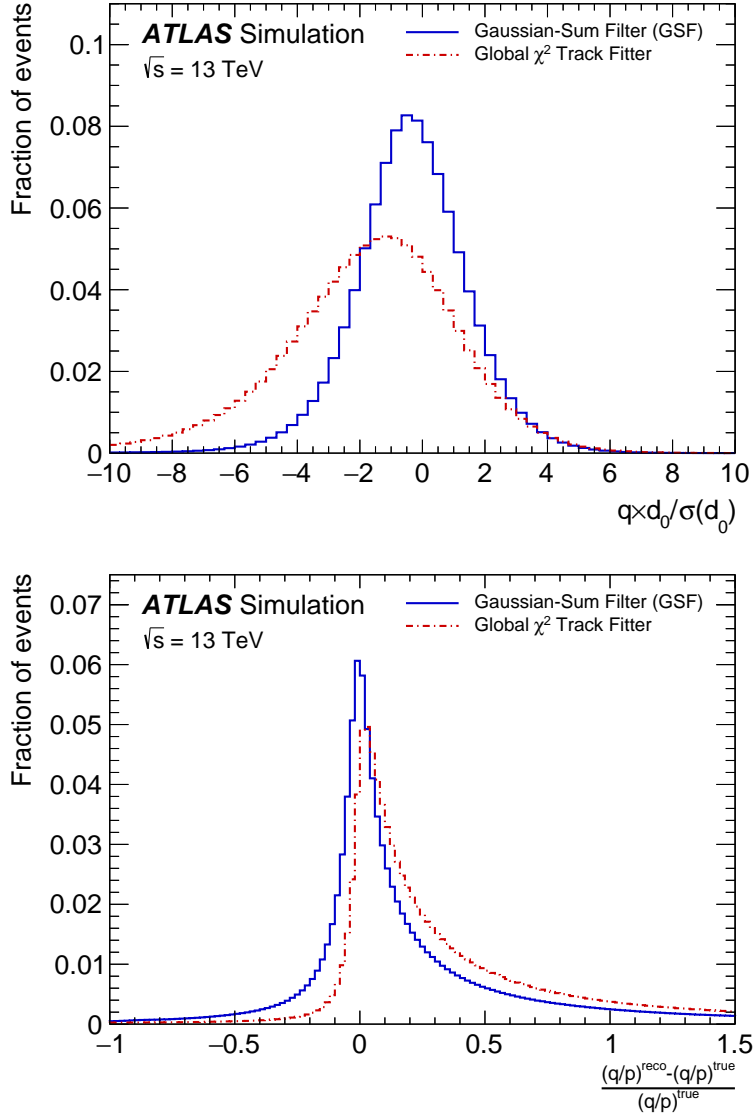 Fraction of events
ATLAS Simulation
√s = 13 TeV
Gaussian-Sum Filter (GSF)
Global χ² Track Fitter
0.1
0.08
0.06
0.04
0.02
0
−10 −8 −6 −4 −2 0 2 4 6 8 10
q×d₀/σ(d₀)
Fraction of events
ATLAS Simulation
√s = 13 TeV
Gaussian-Sum Filter (GSF)
Global χ² Track Fitter
0.07
0.06
0.05
0.04
0.03
0.02
0.01
0
−1 −0.5 0 0.5 1 1.5
(q/p)^reco-(q/p)^true
(q/p)^true